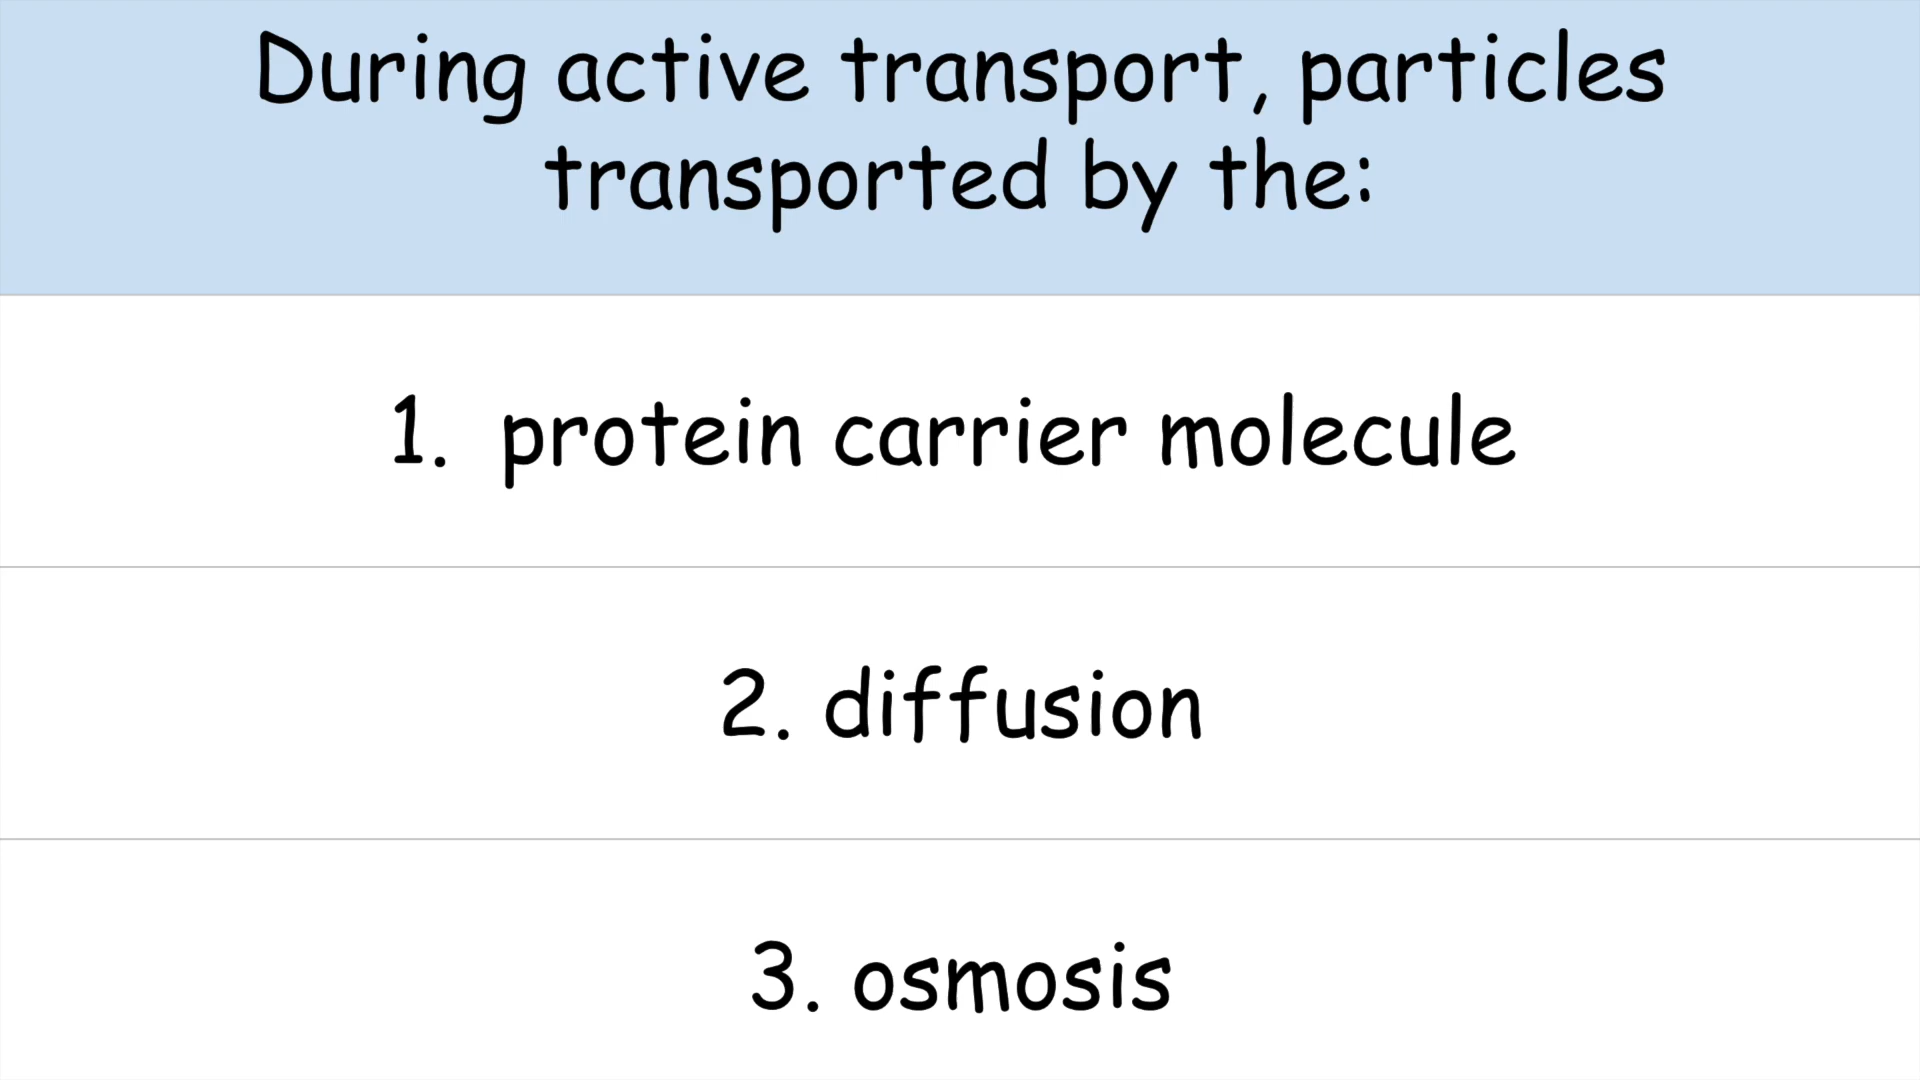 During active transport, particles
transported by the:
1. protein carrier molecule
2. diffusion
3. osmosis